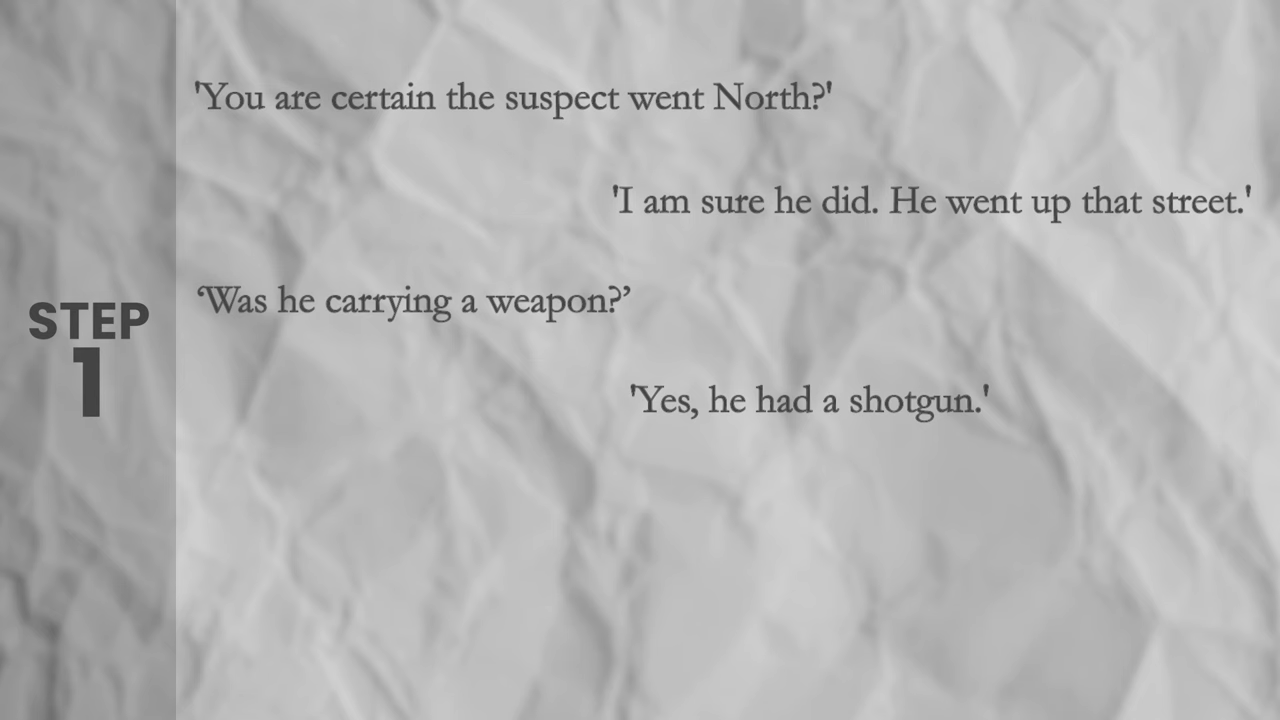 'You are certain the suspect went North?'
'I am sure he did. He went up that street.'
‘Was he carrying a weapon?’
'Yes, he had a shotgun.'
STEP
1